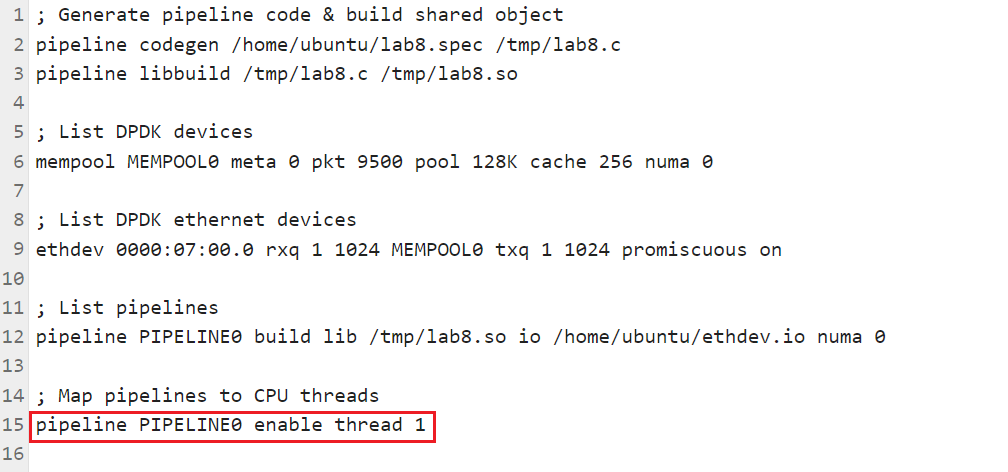 1 ; Generate pipeline code & build shared object
2 pipeline codegen /home/ubuntu/lab8.spec /tmp/lab8.c
3 pipeline libbuild /tmp/lab8.c /tmp/lab8.so
4
5 ; List DPDK devices
6 mempool MEMPOOL0 meta 0 pkt 9500 pool 128K cache 256 numa 0
7
8 ; List DPDK ethernet devices
9 ethdev 0000:07:00.0 rxq 1 1024 MEMPOOL0 txq 1 1024 promiscuous on
10
11 ; List pipelines
12 pipeline PIPELINE0 build lib /tmp/lab8.so io /home/ubuntu/ethdev.io numa 0
13
14 ; Map pipelines to CPU threads
15 pipeline PIPELINE0 enable thread 1
16